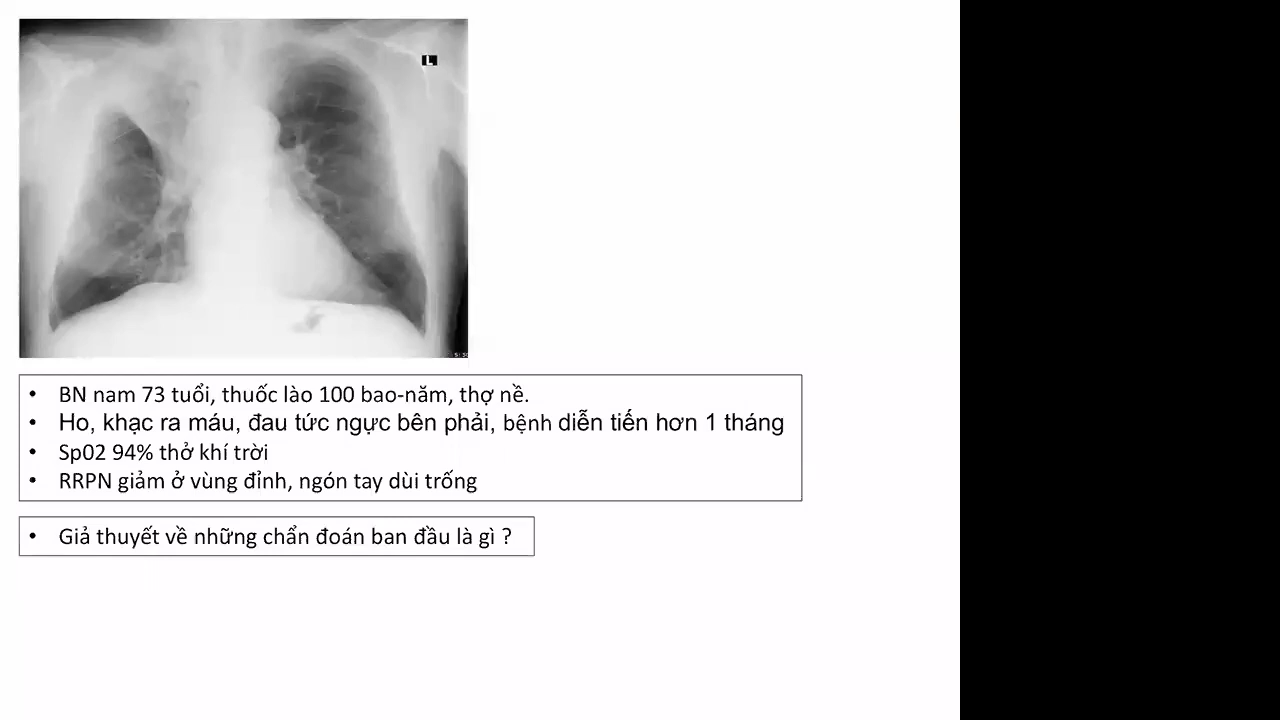 L
• BN nam 73 tuổi, thuốc lào 100 bao-năm, thợ nề.
• Ho, khạc ra máu, đau tức ngực bên phải, bệnh diễn tiến hơn 1 tháng
• Sp02 94% thở khí trời
• RRPN giảm ở vùng đỉnh, ngón tay dùi trống
• Giả thuyết về những chẩn đoán ban đầu là gì ?